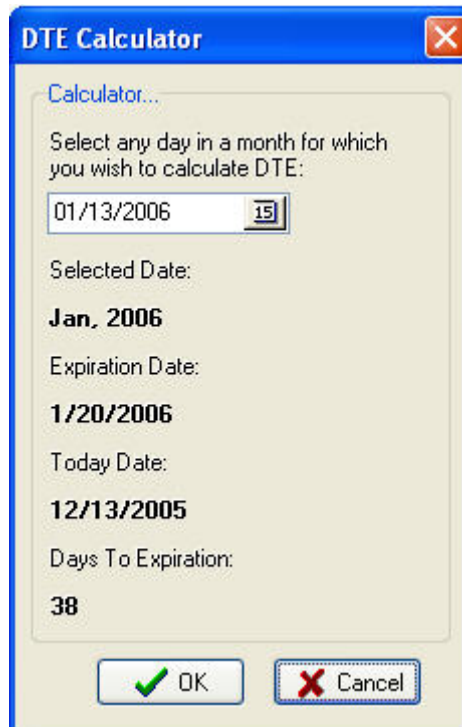 DTE Calculator
Calculator...
Select any day in a month for which
you wish to calculate DTE:
01/13/2006
15
Selected Date:
Jan, 2006
Expiration Date:
1/20/2006
Today Date:
12/13/2005
Days To Expiration:
38
OK
Cancel